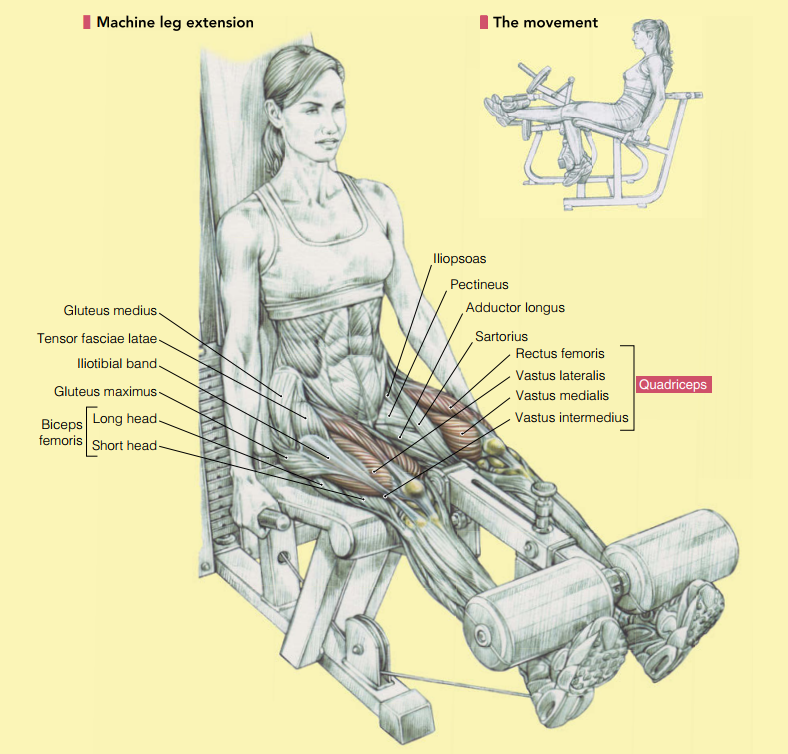 Machine leg extension
The movement
Iliopsoas
Pectineus
Adductor longus
Sartorius
Rectus femoris
Vastus lateralis
Vastus medialis
Vastus intermedius
Quadriceps
Gluteus medius
Tensor fasciae latae
Iliotibial band
Gluteus maximus
Biceps
femoris
Long head
Short head